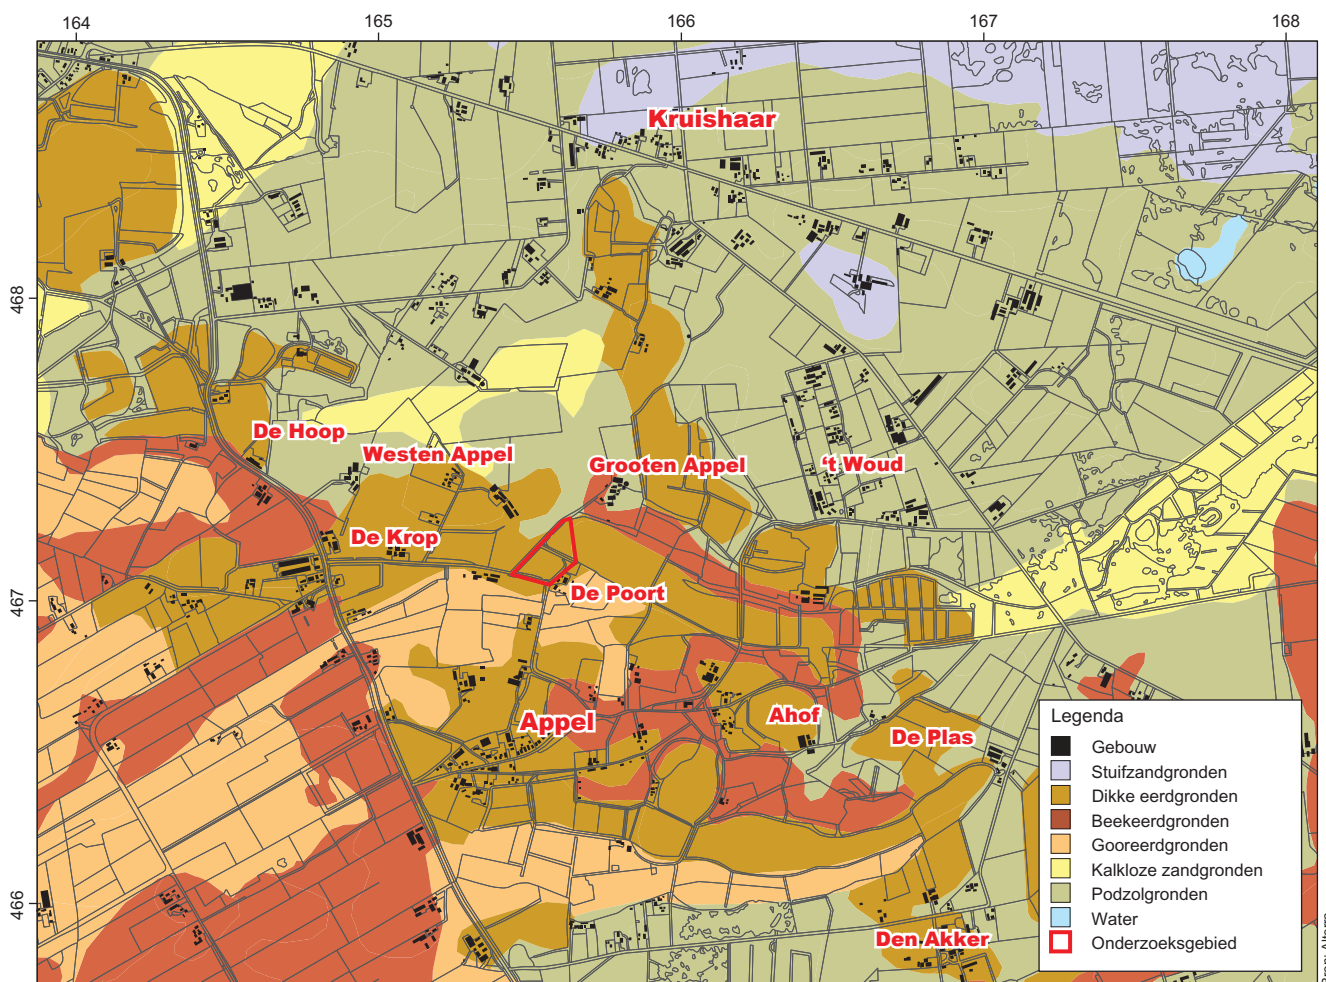 164 165 166 167 168
Kruishaar
468
De Hoop
Westen Appel
Grooten Appel
't Woud
De Krop
De Poort
467
Appel
Ahof
De Plas
466
Den Akker
Legenda
Gebouw
Stuifzandgronden
Dikke eerdgronden
Beekeerdgronden
Gooreerdgronden
Kalkloze zandgronden
Podzolgronden
Water
Onderzoeksgebied